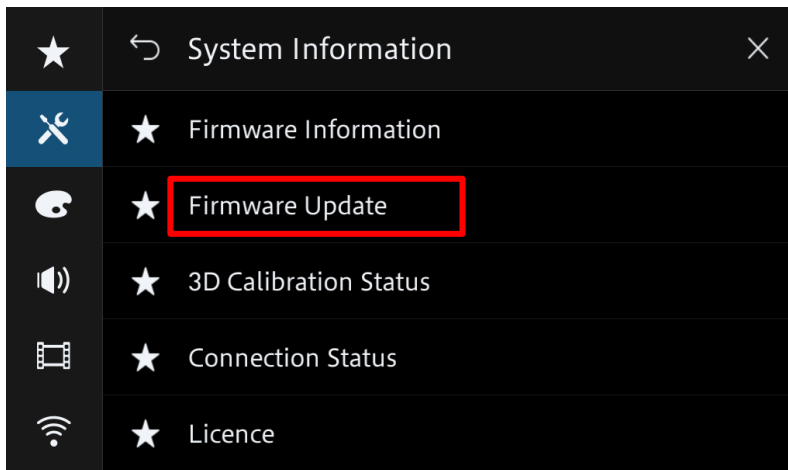 System Information
Firmware Information
Firmware Update
3D Calibration Status
Connection Status
Licence